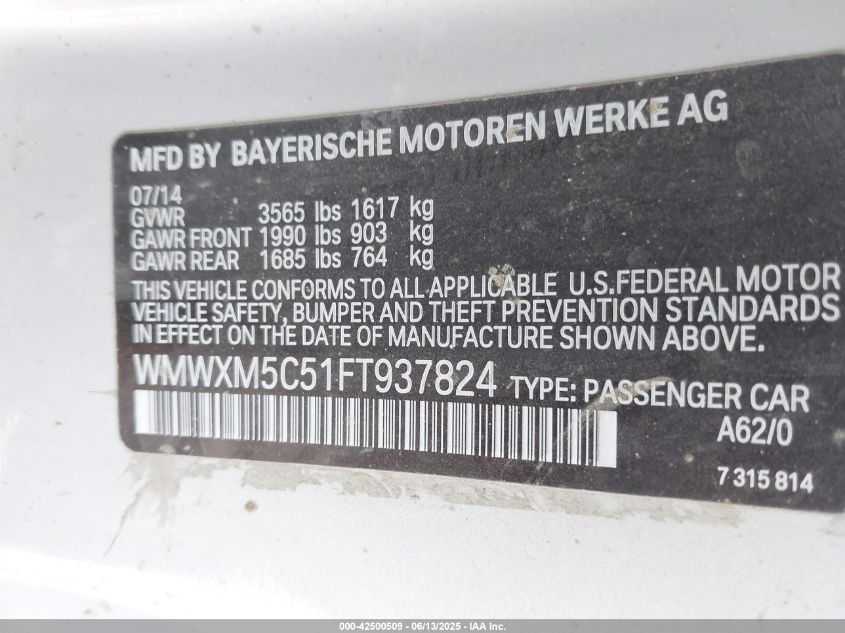 MFD BY BAYERISCHE MOTOREN WERKE AG
07/14
GVWR 3565 lbs 1617 kg
GAWR FRONT 1990 lbs 903 kg
GAWR REAR 1685 lbs 764 kg
THIS VEHICLE CONFORMS TO ALL APPLICABLE U.S.FEDERAL MOTOR
VEHICLE SAFETY, BUMPER AND THEFT PREVENTION STANDARDS
IN EFFECT ON THE DATE OF MANUFACTURE SHOWN ABOVE.
WMWXM5C51FT937824 TYPE: PASSENGER CAR
A62/0
7 315 814
000-42500509 - 06/13/2025 - IAA Inc.